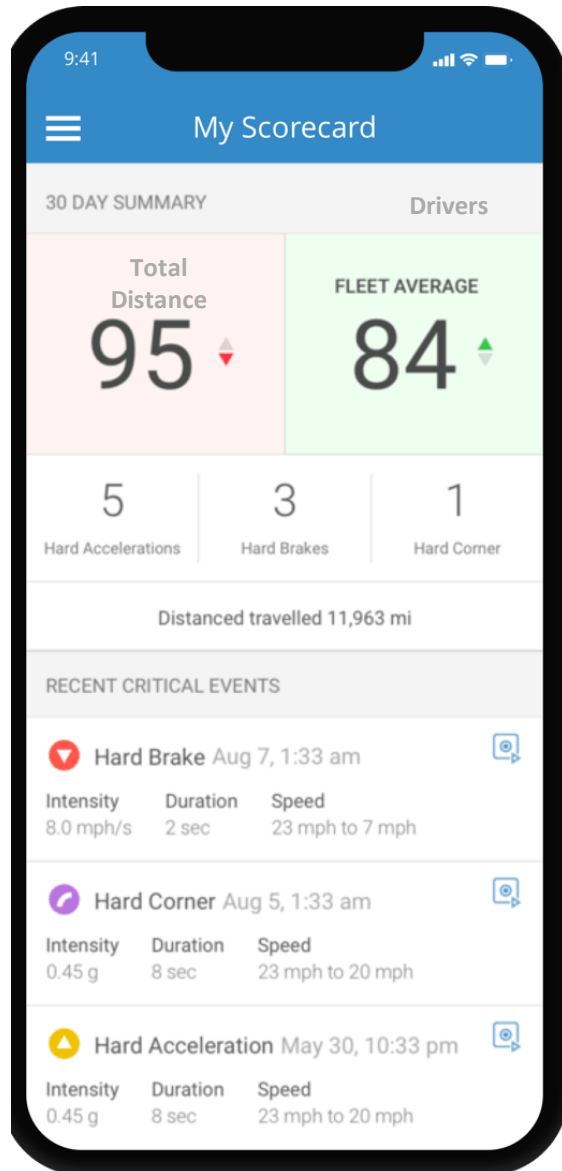 9:41
My Scorecard
30 DAY SUMMARY Drivers
Total
Distance
FLEET AVERAGE
95 84
5 3 1
Hard Accelerations Hard Brakes Hard Corner
Distanced travelled 11,963 mi
RECENT CRITICAL EVENTS
Hard Brake Aug 7, 1:33 am
Intensity Duration Speed
8.0 mph/s 2 sec 23 mph to 7 mph
Hard Corner Aug 5, 1:33 am
Intensity Duration Speed
0.45 g 8 sec 23 mph to 20 mph
Hard Acceleration May 30, 10:33 pm
Intensity Duration Speed
0.45 g 8 sec 23 mph to 20 mph